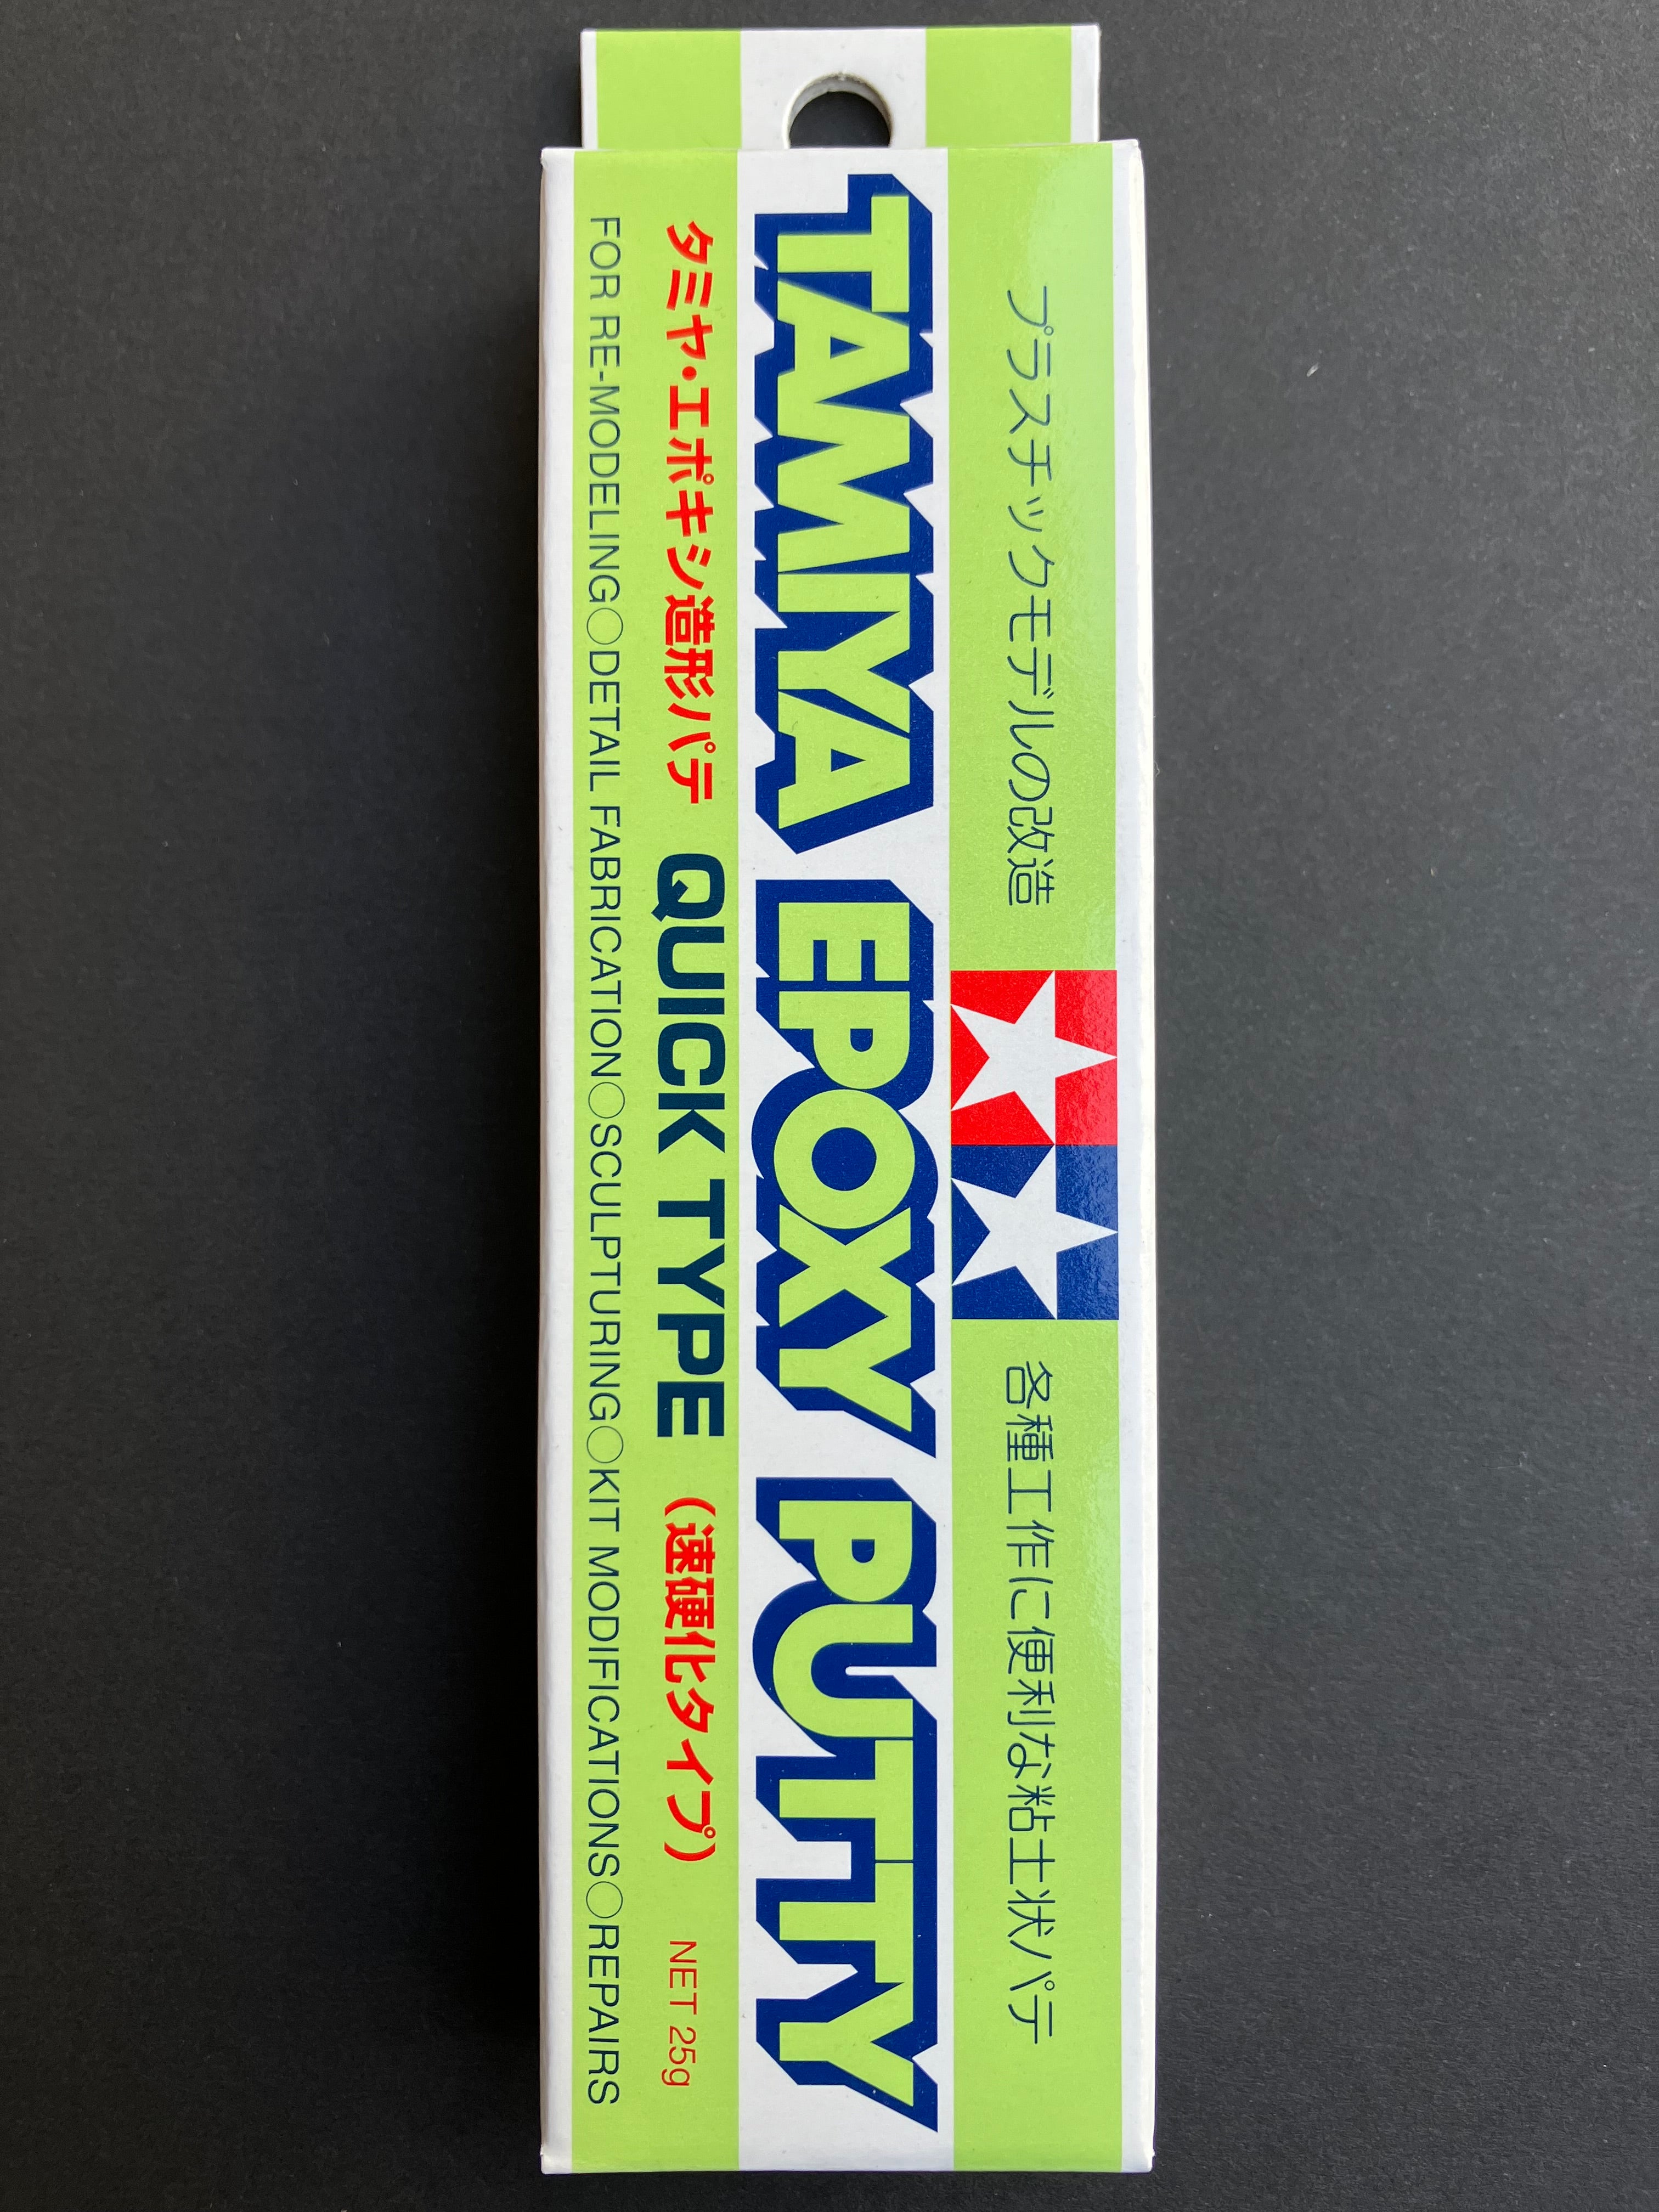 プラスチックモデルの改造 各種工作に便利な粘土状パテ
TAMIYA EPOXY PUTTY
タミヤ・エポキシ造形パテ QUICK TYPE (速硬化タイプ) NET 25g
FOR RE-MODELING○DETAIL FABRICATION○SCULPTURING○KIT MODIFICATIONS○REPAIRS